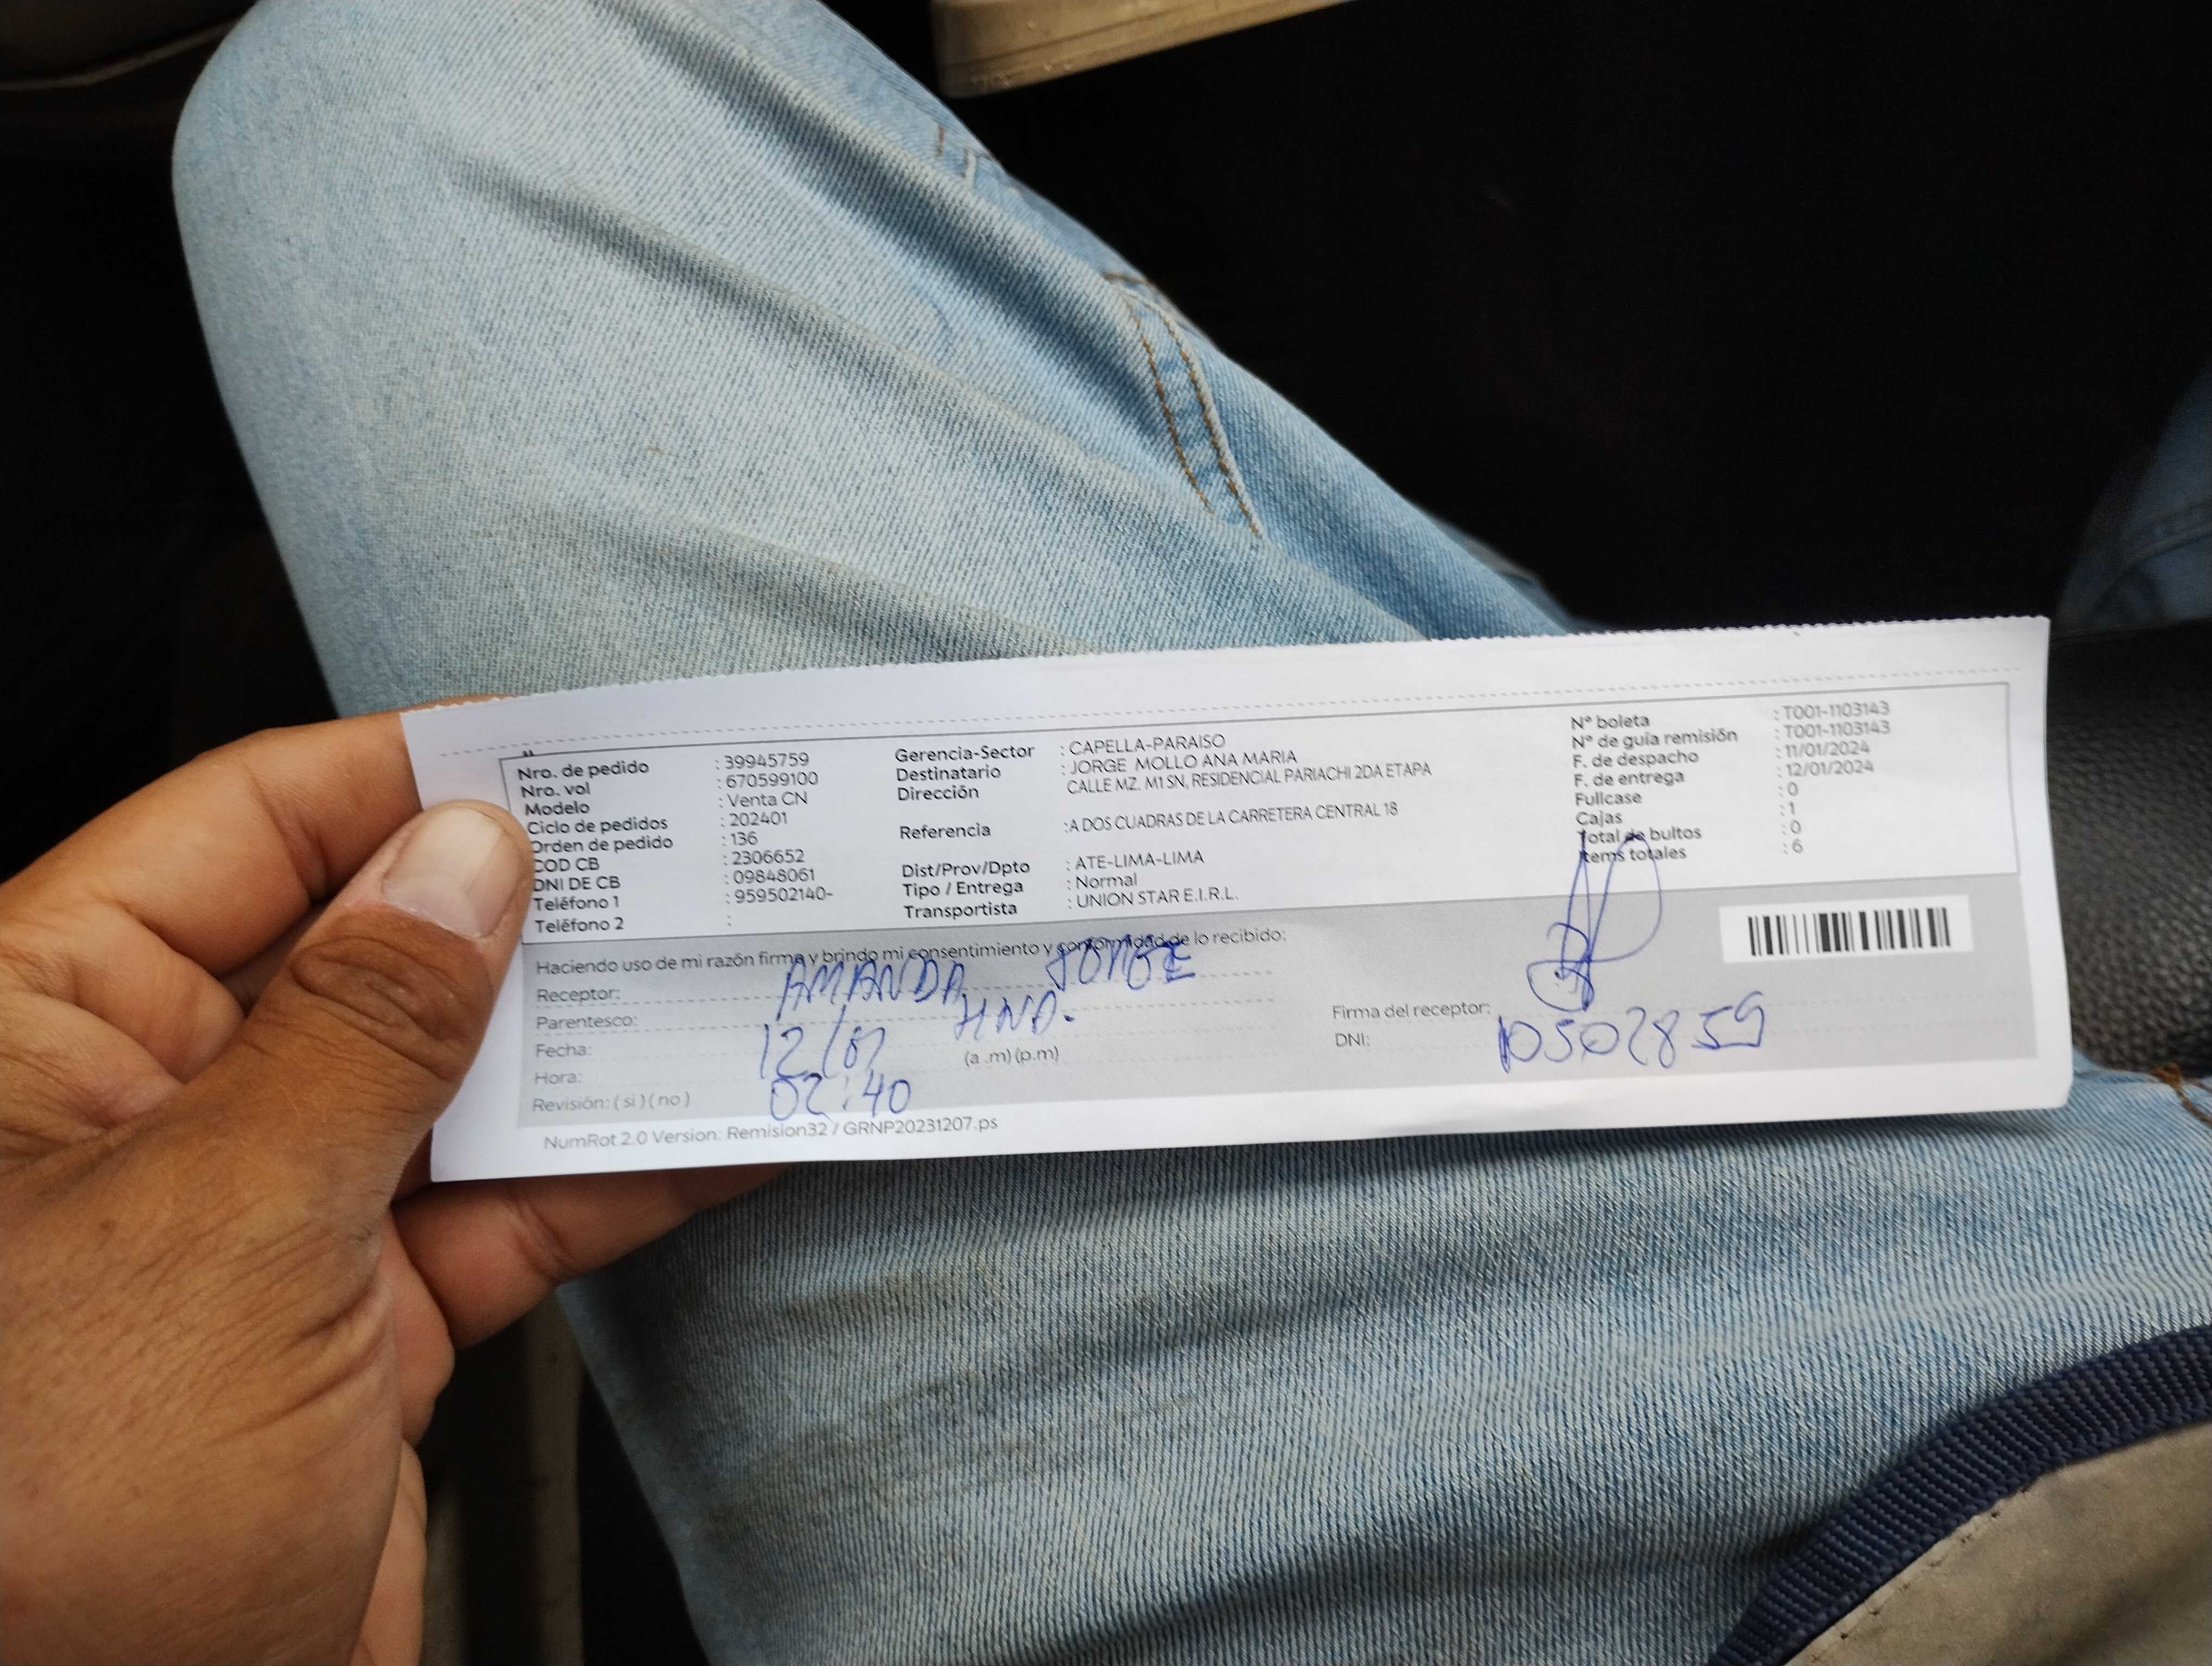 Nro. de pedido : 39945759
Nro. vol : 670599100
Modelo : Venta CN
Ciclo de pedidos : 202401
Orden de pedido : 136
COD CB : 2306652
DNI DE CB : 09848061
Teléfono 1 : 959502140-
Teléfono 2 :
Gerencia-Sector : CAPELLA-PARAISO
Destinatario : JORGE MOLLO ANA MARIA
Dirección CALLE MZ. M1 SN, RESIDENCIAL PARIACHI 2DA ETAPA
Referencia : A DOS CUADRAS DE LA CARRETERA CENTRAL 18
Dist/Prov/Dpto : ATE-LIMA-LIMA
Tipo / Entrega : Normal
Transportista : UNION STAR E.I.R.L.
Nº boleta : T001-1103143
Nº de guía remisión : T001-1103143
F. de despacho : 11/01/2024
F. de entrega : 12/01/2024
Fullcase : 0
Cajas : 1
Total de bultos : 0
Items totales : 6
Haciendo uso de mi razón firma y brindo mi consentimiento y conformidad de lo recibido:
Receptor: AMANDA JORGE
Parentesco: HNA.
Fecha: 12/01
Hora: 02:40 (a .m) (p.m)
Revisión: ( si ) ( no )
Firma del receptor:
DNI: 10502859
NumRot 2.0 Version: Remision32 / GRNP20231207.ps